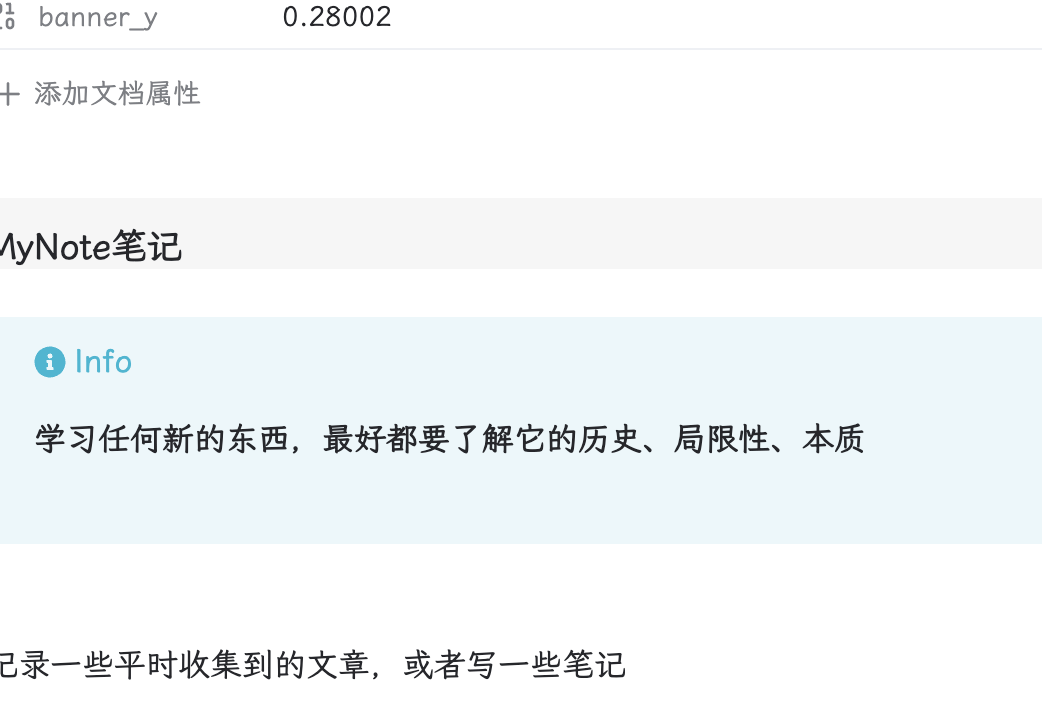 banner_y 0.28002
添加文档属性
MyNote笔记
Info
学习任何新的东西，最好都要了解它的历史、局限性、本质
记录一些平时收集到的文章，或者写一些笔记